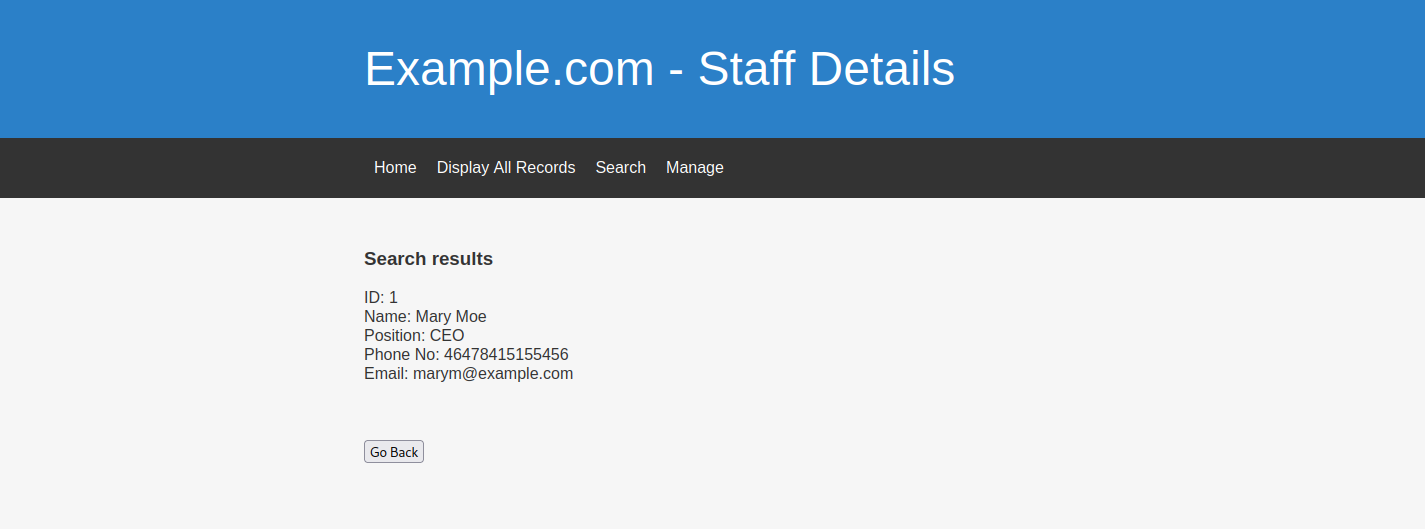 Example.com - Staff Details
Home Display All Records Search Manage
Search results
ID: 1
Name: Mary Moe
Position: CEO
Phone No: 46478415155456
Email: marym@example.com
Go Back